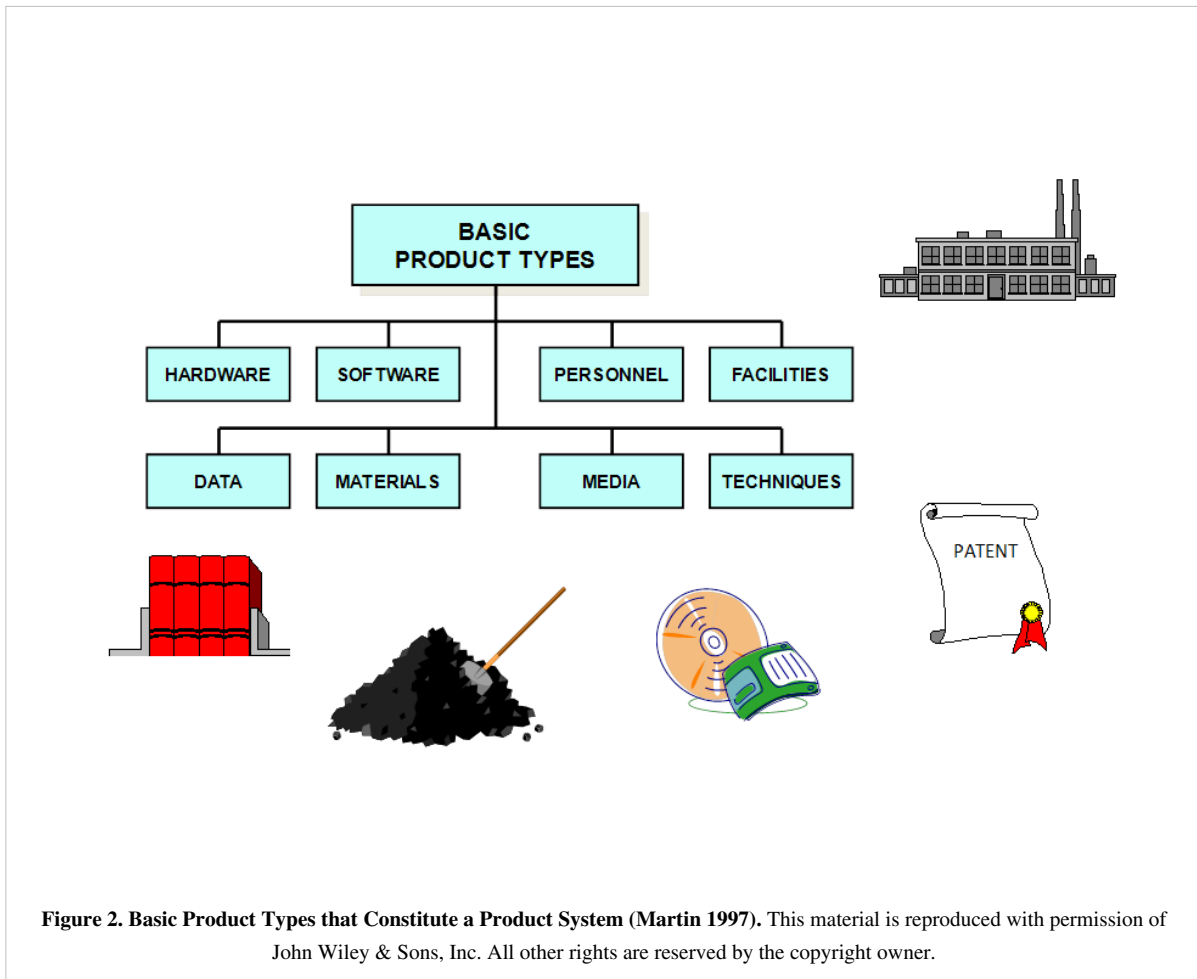 BASIC
PRODUCT TYPES
HARDWARE
SOFTWARE
PERSONNEL
FACILITIES
DATA
MATERIALS
MEDIA
TECHNIQUES
PATENT
Figure 2. Basic Product Types that Constitute a Product System (Martin 1997). This material is reproduced with permission of
John Wiley & Sons, Inc. All other rights are reserved by the copyright owner.